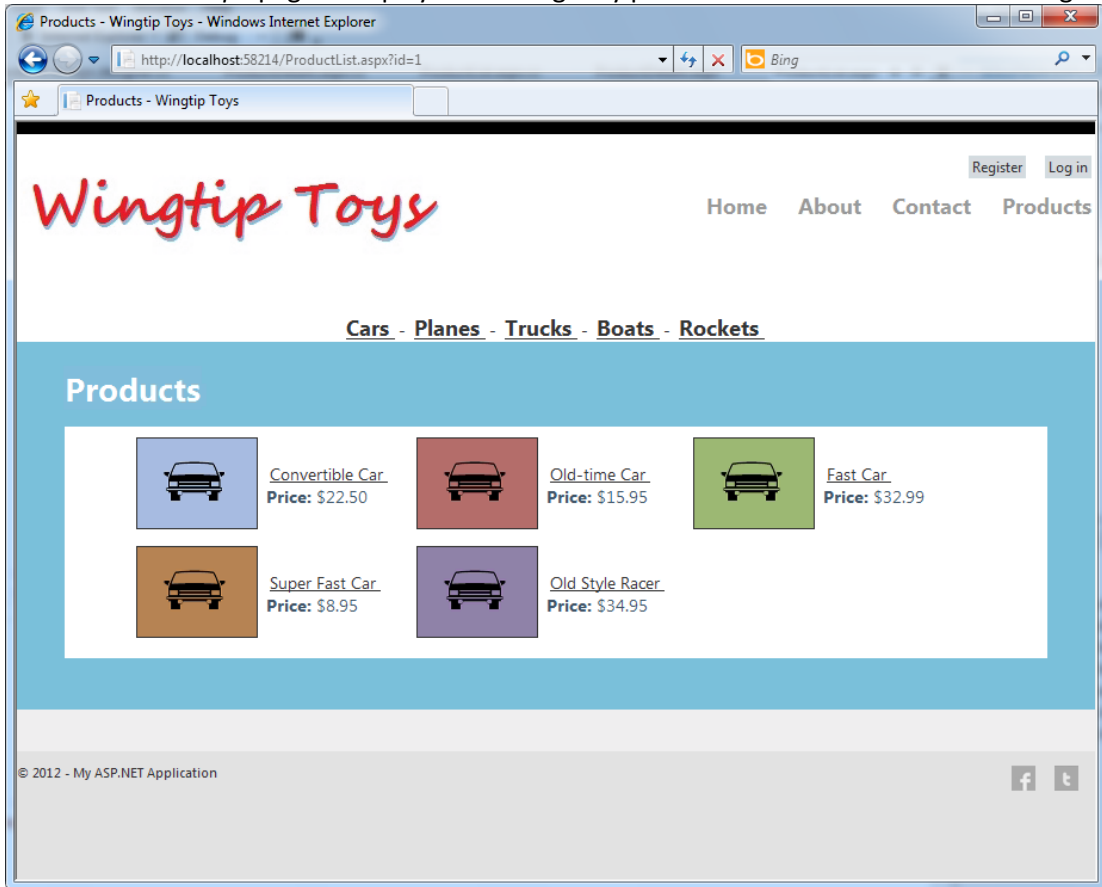 Products - Wingtip Toys - Windows Internet Explorer
http://localhost:58214/ProductList.aspx?id=1
Bing
Products - Wingtip Toys
Register Log in
Wingtip Toys
Home About Contact Products
Cars - Planes - Trucks - Boats - Rockets
Products
Convertible Car Old-time Car Fast Car
Price: $22.50 Price: $15.95 Price: $32.99
Super Fast Car Old Style Racer
Price: $8.95 Price: $34.95
© 2012 - My ASP.NET Application
f t